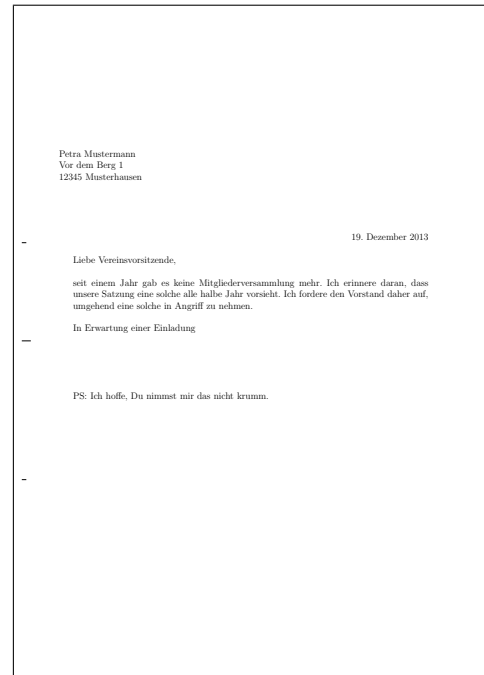 Petra Mustermann
Vor dem Berg 1
12345 Musterhausen
19. Dezember 2013
Liebe Vereinsvorsitzende,
seit einem Jahr gab es keine Mitgliederversammlung mehr. Ich erinnere daran, dass
unsere Satzung eine solche alle halbe Jahr vorsieht. Ich fordere den Vorstand daher auf,
umgehend eine solche in Angriff zu nehmen.
In Erwartung einer Einladung
PS: Ich hoffe, Du nimmst mir das nicht krumm.